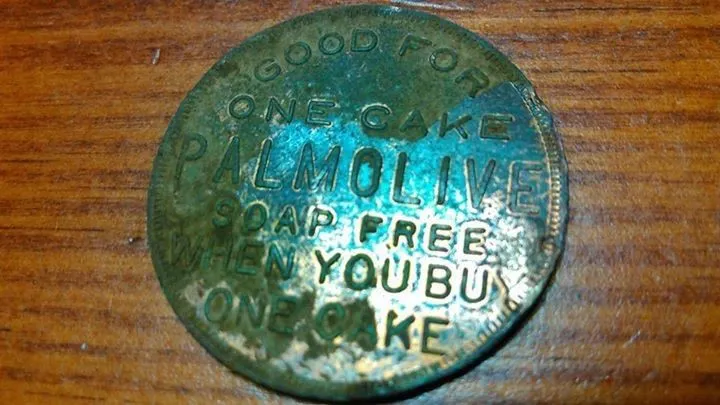 GOOD FOR
ONE CAKE
PALMOLIVE
SOAP FREE
WHEN YOU BUY
ONE CAKE